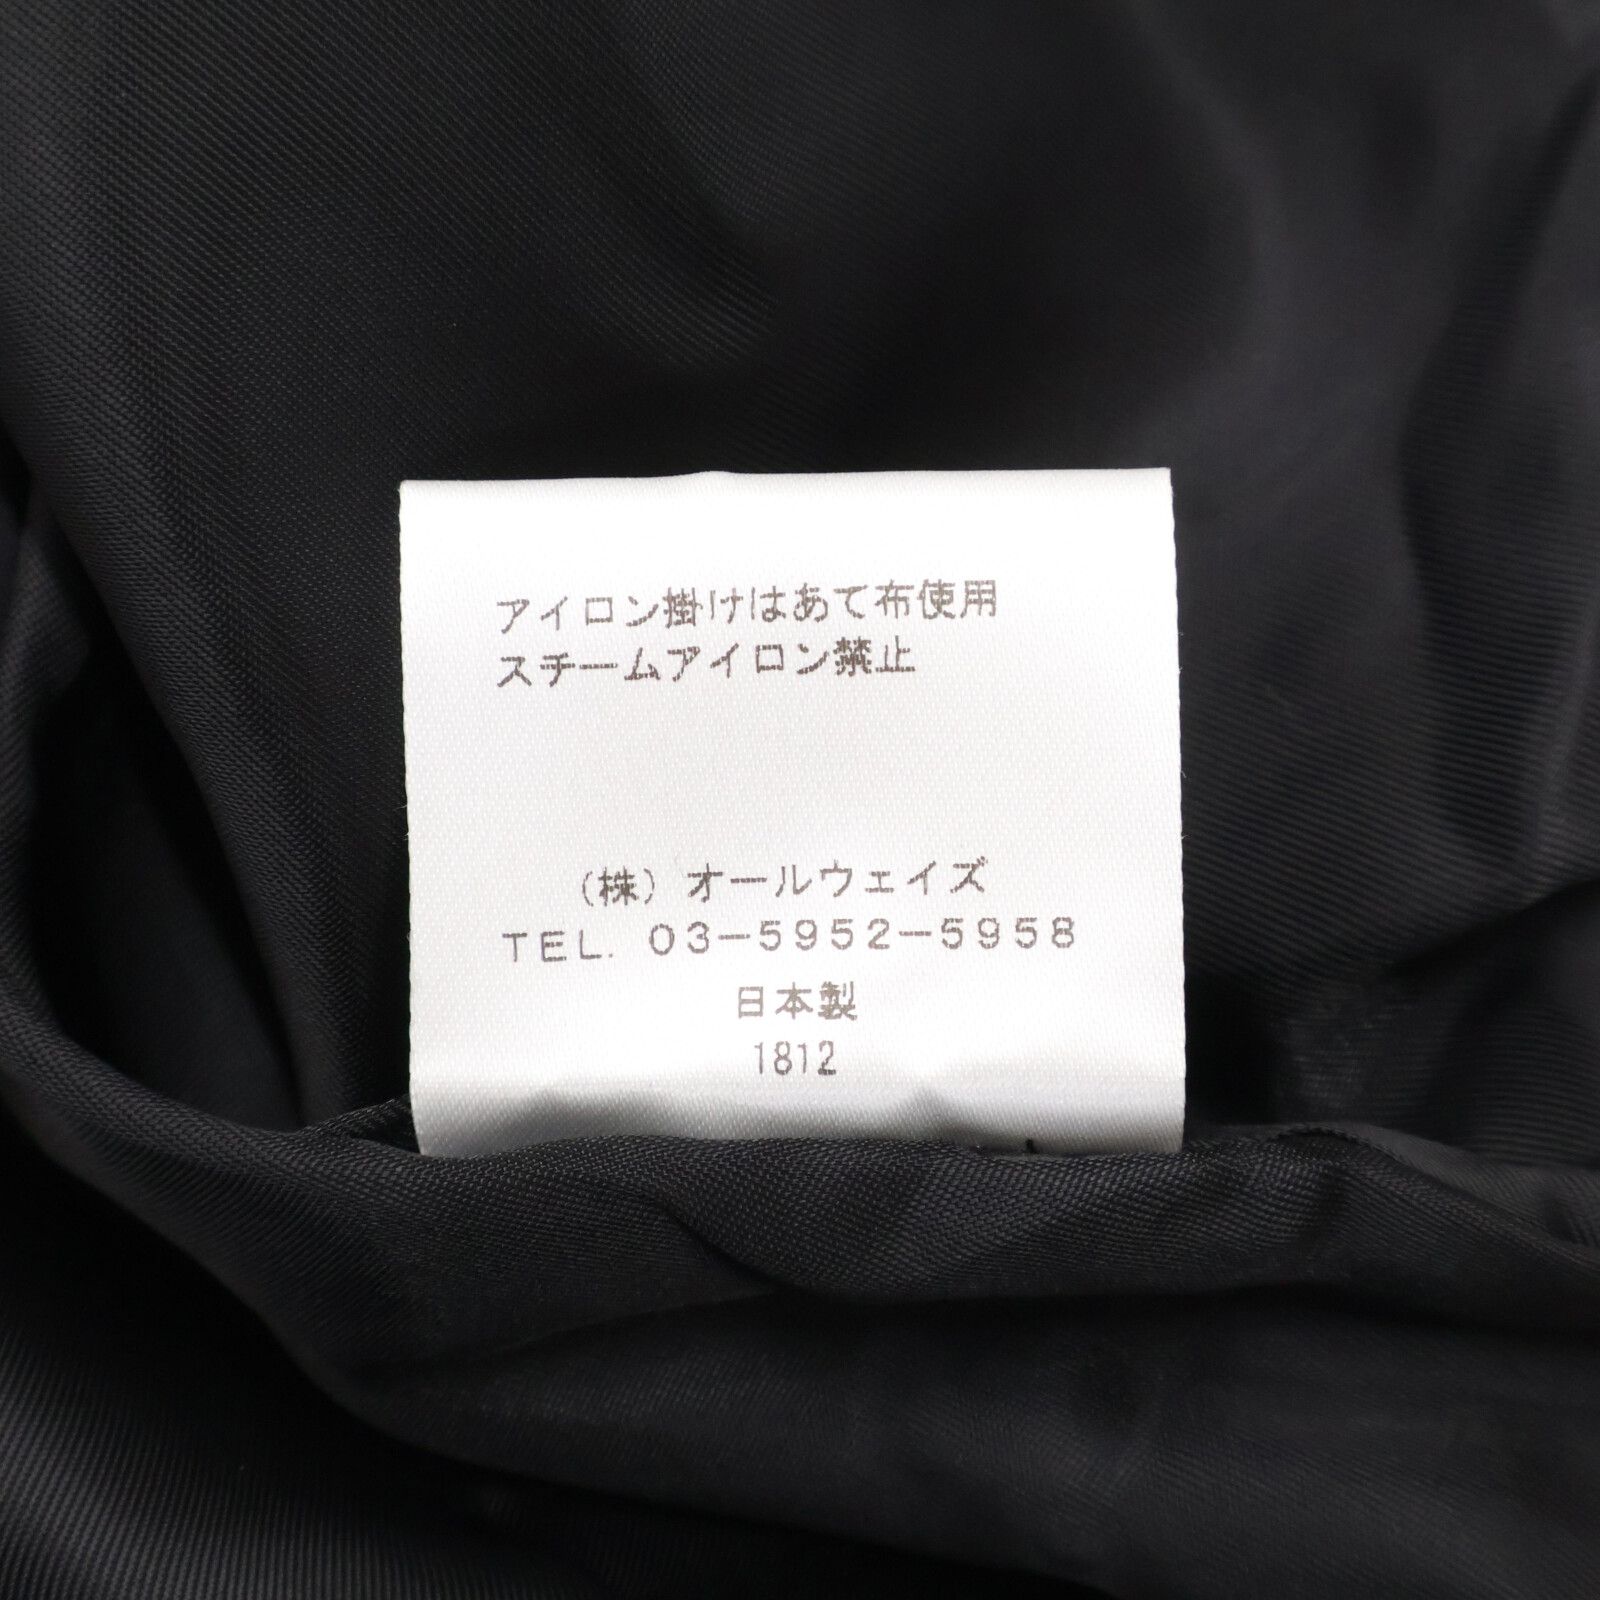 アイロン掛けはあて布使用
スチームアイロン禁止
(株)オールウェイズ
TEL. 03-5952-5958
日本製
1812